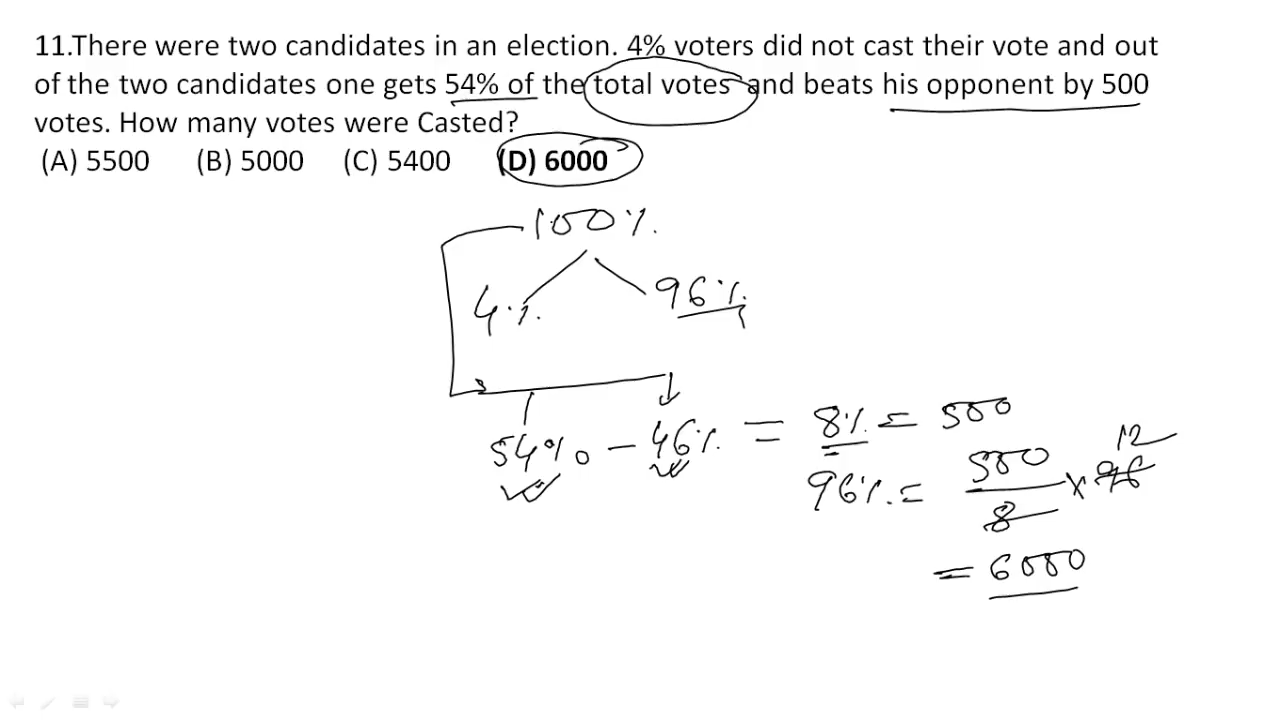 11.There were two candidates in an election. 4% voters did not cast their vote and out
of the two candidates one gets 54% of the total votes and beats his opponent by 500
votes. How many votes were Casted?
(A) 5500 (B) 5000 (C) 5400 (D) 6000
100%
4% 96%
54% - 46% = 8% = 500
96% = 500/8 x 96 12
= 6000